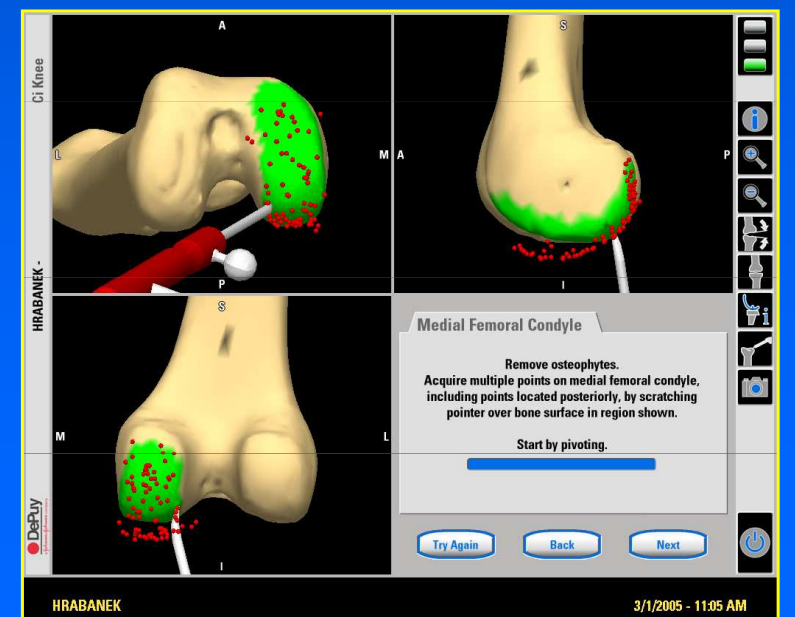 Ci Knee
HRABANEK -
DePuy
A
L
M
P
S
A
P
I
S
M
L
I
Medial Femoral Condyle
Remove osteophytes.
Acquire multiple points on medial femoral condyle,
including points located posteriorly, by scratching
pointer over bone surface in region shown.
Start by pivoting.
Try Again
Back
Next
i
i
HRABANEK
3/1/2005 - 11:05 AM